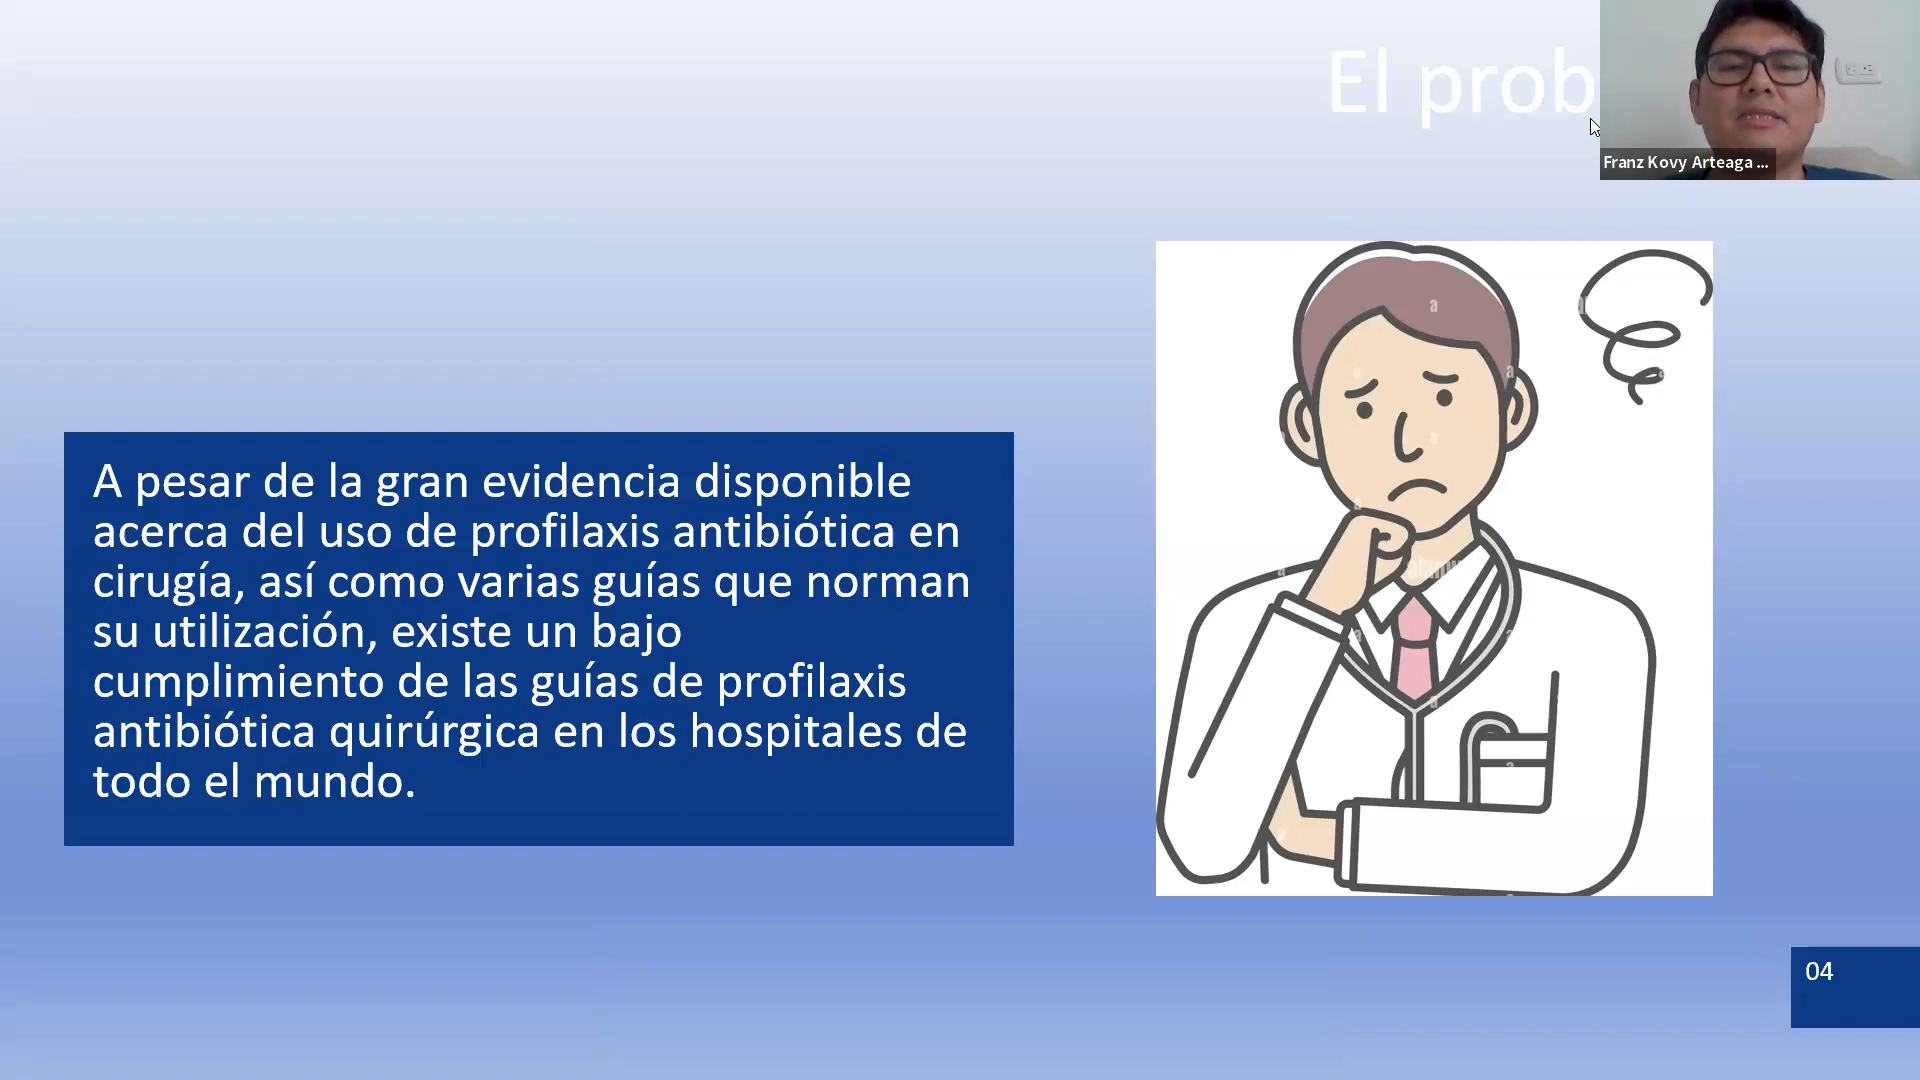 El prob
Franz Kovy Arteaga ...
A pesar de la gran evidencia disponible
acerca del uso de profilaxis antibiótica en
cirugía, así como varias guías que norman
su utilización, existe un bajo
cumplimiento de las guías de profilaxis
antibiótica quirúrgica en los hospitales de
todo el mundo.
04